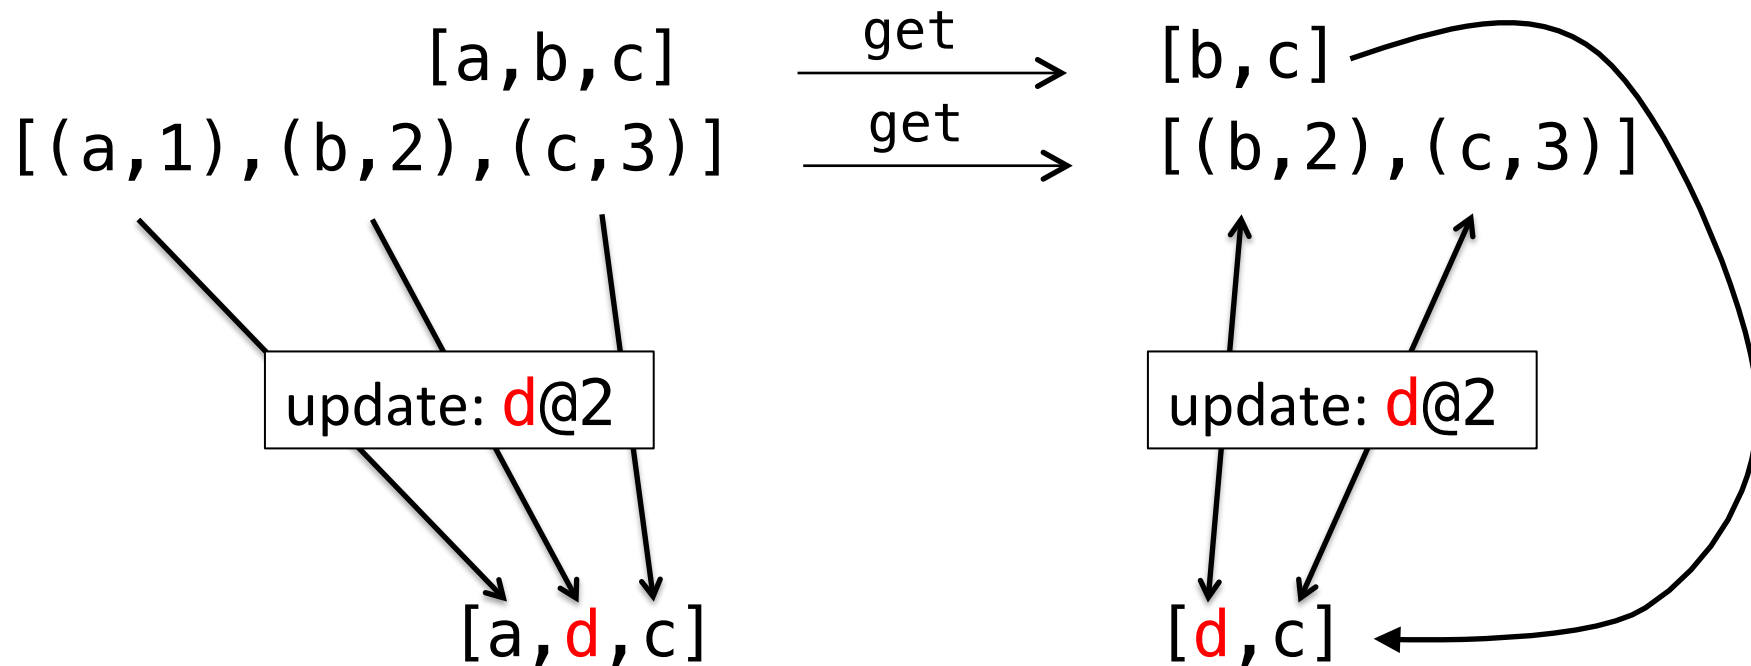 [a,b,c] get [b,c]
[(a,1),(b,2),(c,3)] get [(b,2),(c,3)]
update: d@2 update: d@2
[a,d,c] [d,c]